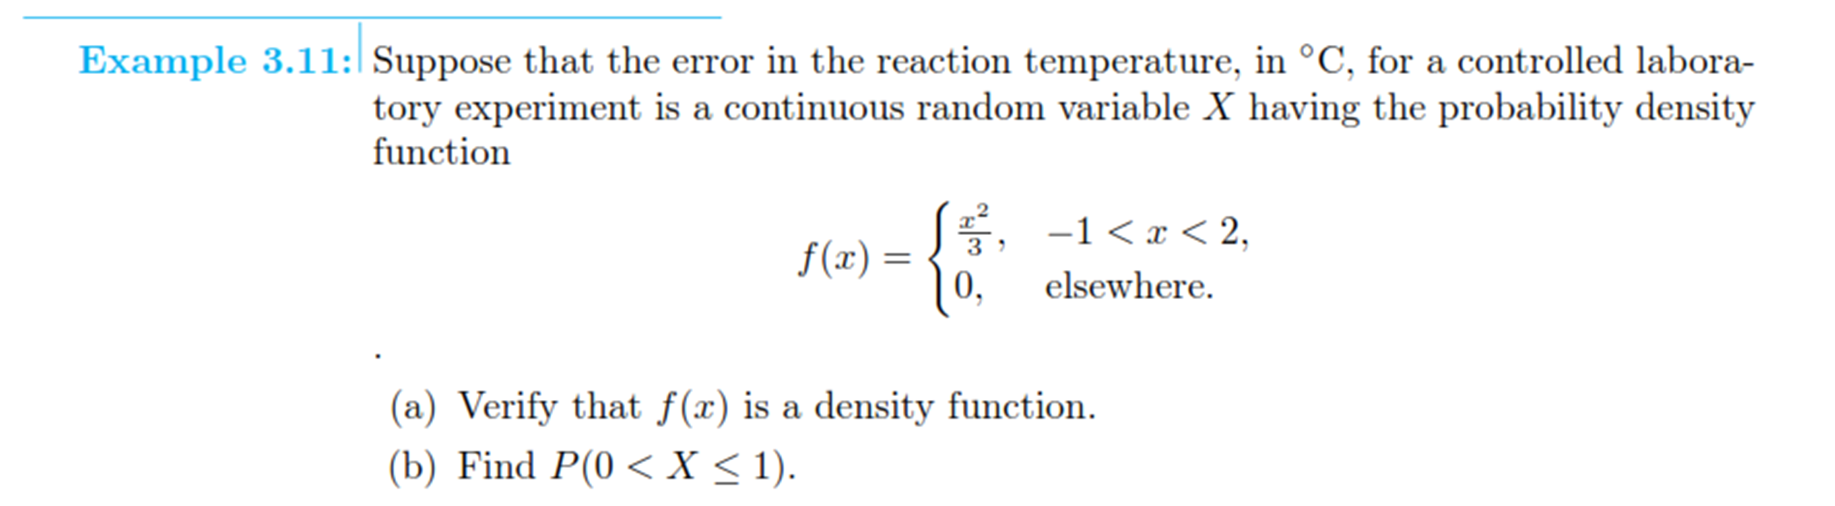 Example 3.11: Suppose that the error in the reaction temperature, in °C, for a controlled labora-
tory experiment is a continuous random variable X having the probability density
function
f(x) = { x²/3, −1 < x < 2,
0, elsewhere.
.
(a) Verify that f(x) is a density function.
(b) Find P(0 < X ≤ 1).